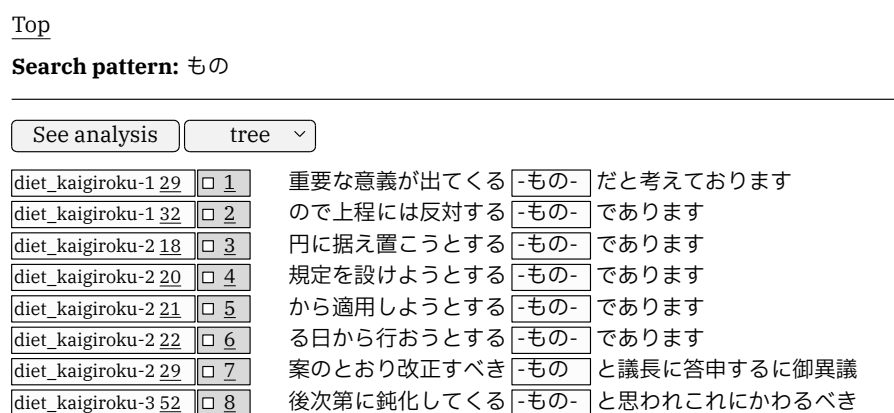 Top
Search pattern: もの
See analysis tree
diet_kaigiroku-1 29 □ 1 重要な意義が出てくる -もの- だと考えております
diet_kaigiroku-1 32 □ 2 ので上程には反対する -もの- であります
diet_kaigiroku-2 18 □ 3 円に据え置こうとする -もの- であります
diet_kaigiroku-2 20 □ 4 規定を設けようとする -もの- であります
diet_kaigiroku-2 21 □ 5 から適用しようとする -もの- であります
diet_kaigiroku-2 22 □ 6 る日から行おうとする -もの- であります
diet_kaigiroku-2 29 □ 7 案のとおり改正すべき -もの と議長に答申するに御異議
diet_kaigiroku-3 52 □ 8 後次第に鈍化してくる -もの- と思われこれにかわるべき